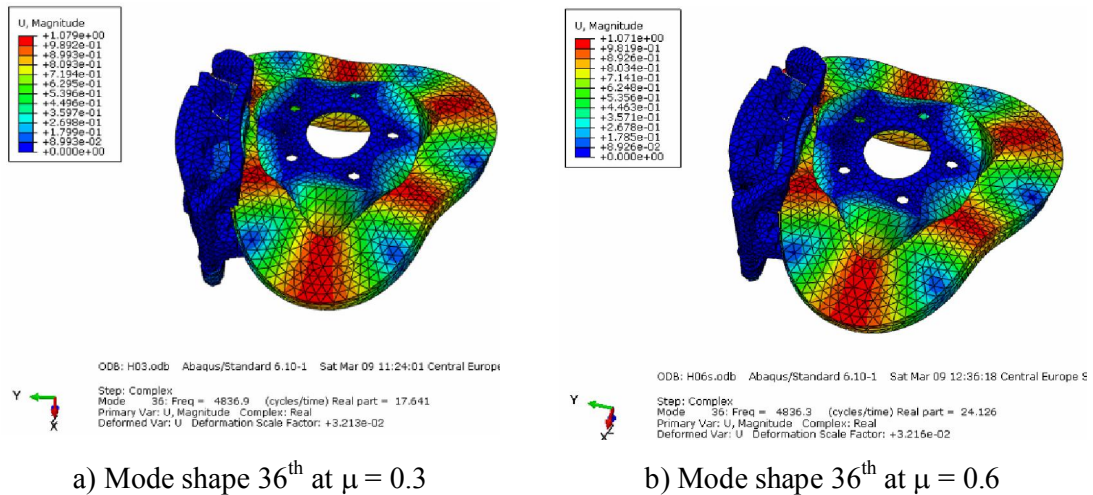 U, Magnitude
+1.079e+00
+9.892e-01
+8.993e-01
+8.093e-01
+7.194e-01
+6.295e-01
+5.396e-01
+4.496e-01
+3.597e-01
+2.698e-01
+1.799e-01
+8.993e-02
+0.000e+00
ODB: H03.odb Abaqus/Standard 6.10-1 Sat Mar 09 11:24:01 Central Europe
Step: Complex
Mode 36: Freq = 4836.9 (cycles/time) Real part = 17.641
Primary Var: U, Magnitude Complex: Real
Deformed Var: U Deformation Scale Factor: +3.213e-02
Y
X
a) Mode shape 36th at μ = 0.3
U, Magnitude
+1.071e+00
+9.819e-01
+8.926e-01
+8.034e-01
+7.141e-01
+6.248e-01
+5.356e-01
+4.463e-01
+3.571e-01
+2.678e-01
+1.785e-01
+8.926e-02
+0.000e+00
ODB: H06s.odb Abaqus/Standard 6.10-1 Sat Mar 09 12:36:18 Central Europe S
Step: Complex
Mode 36: Freq = 4836.3 (cycles/time) Real part = 24.126
Primary Var: U, Magnitude Complex: Real
Deformed Var: U Deformation Scale Factor: +3.216e-02
Y
X
b) Mode shape 36th at μ = 0.6